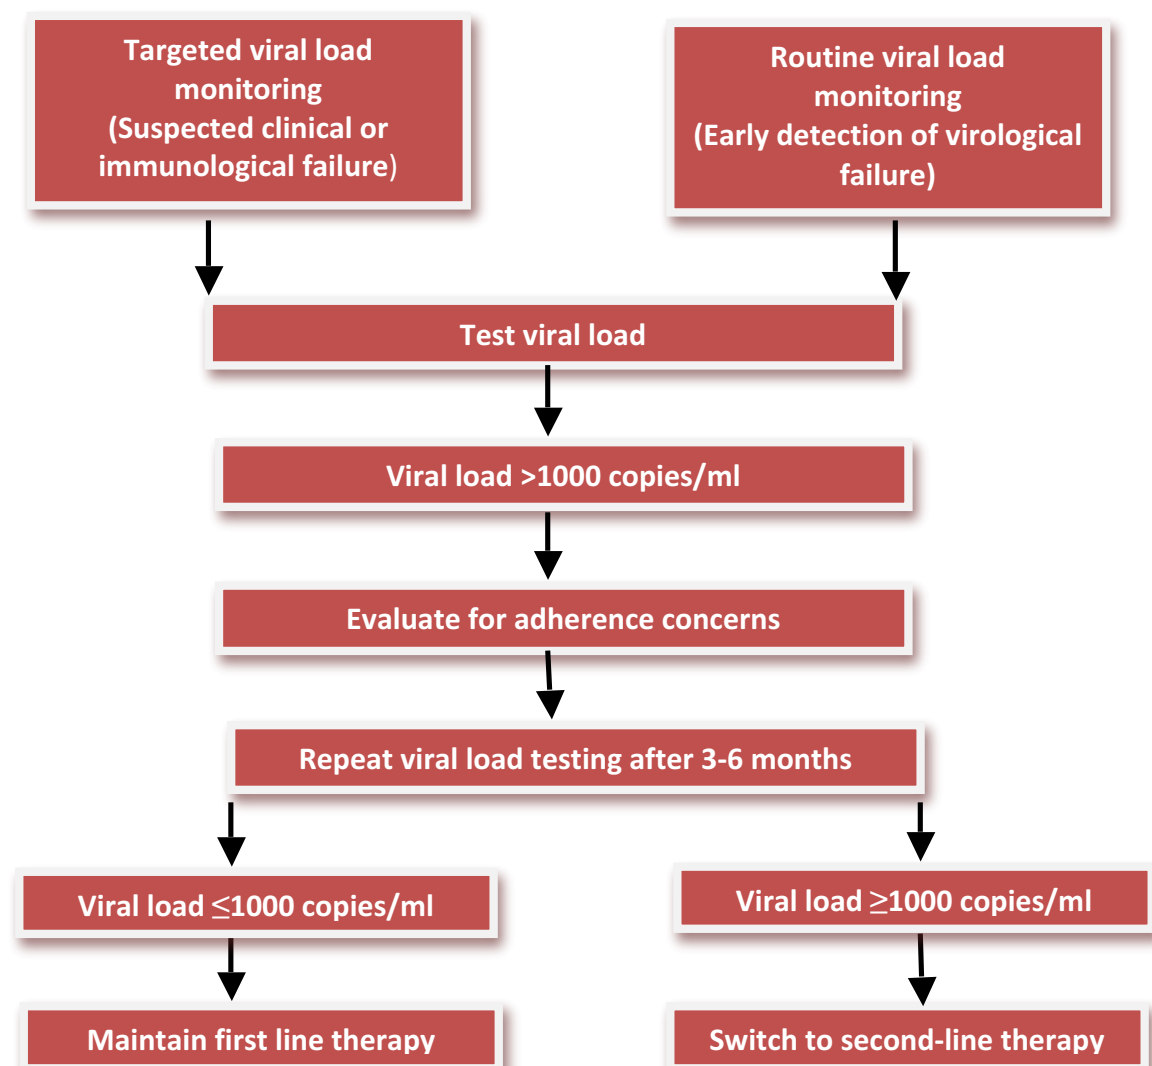 Targeted viral load
monitoring
(Suspected clinical or
immunological failure)
Routine viral load
monitoring
(Early detection of virological
failure)
Test viral load
Viral load >1000 copies/ml
Evaluate for adherence concerns
Repeat viral load testing after 3-6 months
Viral load ≤1000 copies/ml
Viral load ≥1000 copies/ml
Maintain first line therapy
Switch to second-line therapy